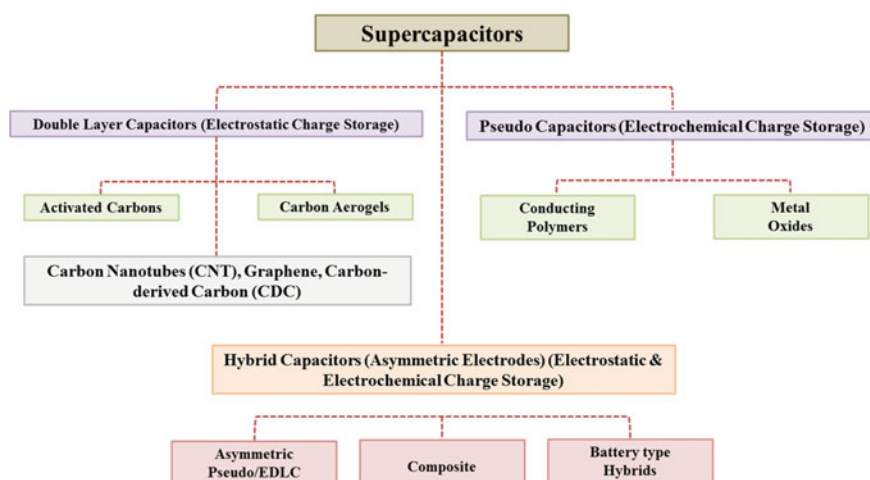 Supercapacitors
Double Layer Capacitors (Electrostatic Charge Storage)
Pseudo Capacitors (Electrochemical Charge Storage)
Activated Carbons
Carbon Aerogels
Conducting
Polymers
Metal
Oxides
Carbon Nanotubes (CNT), Graphene, Carbon-
derived Carbon (CDC)
Hybrid Capacitors (Asymmetric Electrodes) (Electrostatic &
Electrochemical Charge Storage)
Asymmetric
Pseudo/EDLC
Composite
Battery type
Hybrids